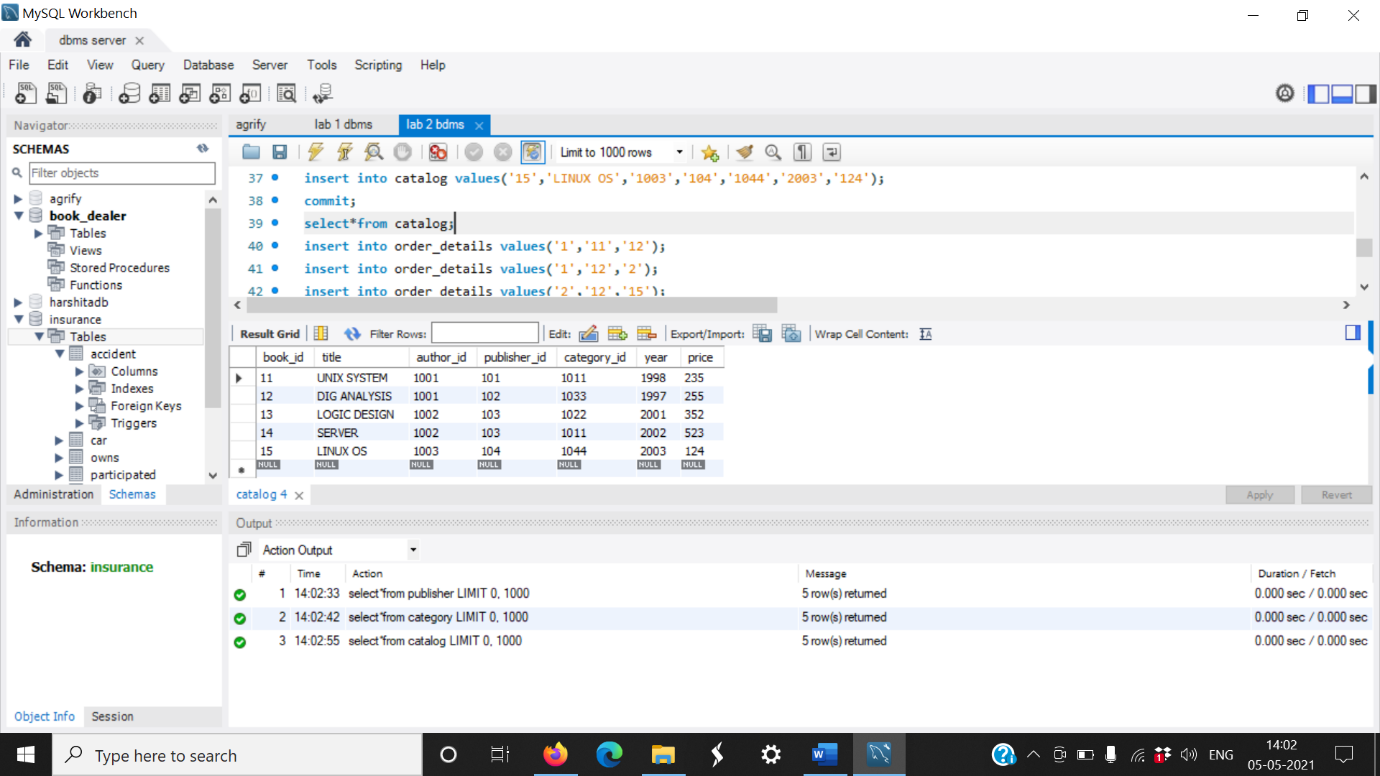 MySQL Workbench
dbms server
File Edit View Query Database Server Tools Scripting Help
Navigator
SCHEMAS
Filter objects
agrify
book_dealer
Tables
Views
Stored Procedures
Functions
harshitadb
insurance
Tables
accident
Columns
Indexes
Foreign Keys
Triggers
car
owns
participated
Administration Schemas
Information
Schema: insurance
Object Info Session
agrify lab 1 dbms lab 2 bdms
Limit to 1000 rows
37 insert into catalog values('15','LINUX OS','1003','104','1044','2003','124');
38 commit;
39 select*from catalog;
40 insert into order_details values('1','11','12');
41 insert into order_details values('1','12','2');
42 insert into order_details values('2','12','15');
Result Grid Filter Rows: Edit: Export/Import: Wrap Cell Content:
book_id title author_id publisher_id category_id year price
11 UNIX SYSTEM 1001 101 1011 1998 235
12 DIG ANALYSIS 1001 102 1033 1997 255
13 LOGIC DESIGN 1002 103 1022 2001 352
14 SERVER 1002 103 1011 2002 523
15 LINUX OS 1003 104 1044 2003 124
NULL NULL NULL NULL NULL NULL NULL
catalog 4
Apply Revert
Output
Action Output
# Time Action Message Duration / Fetch
1 14:02:33 select*from publisher LIMIT 0, 1000 5 row(s) returned 0.000 sec / 0.000 sec
2 14:02:42 select*from category LIMIT 0, 1000 5 row(s) returned 0.000 sec / 0.000 sec
3 14:02:55 select*from catalog LIMIT 0, 1000 5 row(s) returned 0.000 sec / 0.000 sec
Type here to search
ENG
14:02
05-05-2021